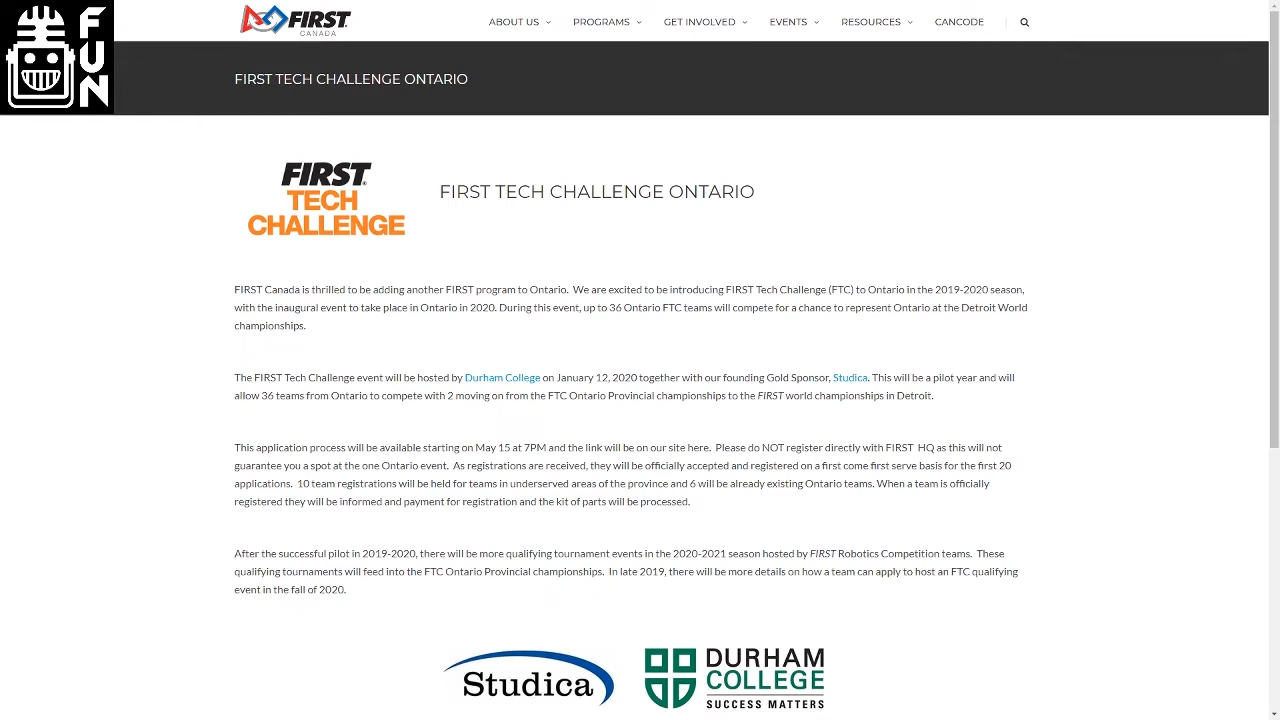 FUN
FIRST
CANADA
ABOUT US
PROGRAMS
GET INVOLVED
EVENTS
RESOURCES
CANCODE
FIRST TECH CHALLENGE ONTARIO
FIRST
TECH
CHALLENGE
FIRST TECH CHALLENGE ONTARIO
FIRST Canada is thrilled to be adding another FIRST program to Ontario.  We are excited to be introducing FIRST Tech Challenge (FTC) to Ontario in the 2019-2020 season,
with the inaugural event to take place in Ontario in 2020. During this event, up to 36 Ontario FTC teams will compete for a chance to represent Ontario at the Detroit World
championships.
The FIRST Tech Challenge event will be hosted by Durham College on January 12, 2020 together with our founding Gold Sponsor, Studica. This will be a pilot year and will
allow 36 teams from Ontario to compete with 2 moving on from the FTC Ontario Provincial championships to the FIRST world championships in Detroit.
This application process will be available starting on May 15 at 7PM and the link will be on our site here.  Please do NOT register directly with FIRST HQ as this will not
guarantee you a spot at the one Ontario event.  As registrations are received, they will be officially accepted and registered on a first come first serve basis for the first 20
applications.  10 team registrations will be held for teams in underserved areas of the province and 6 will be already existing Ontario teams. When a team is officially
registered they will be informed and payment for registration and the kit of parts will be processed.
After the successful pilot in 2019-2020, there will be more qualifying tournament events in the 2020-2021 season hosted by FIRST Robotics Competition teams.  These
qualifying tournaments will feed into the FTC Ontario Provincial championships.  In late 2019, there will be more details on how a team can apply to host an FTC qualifying
event in the fall of 2020.
Studica
DURHAM
COLLEGE
SUCCESS MATTERS